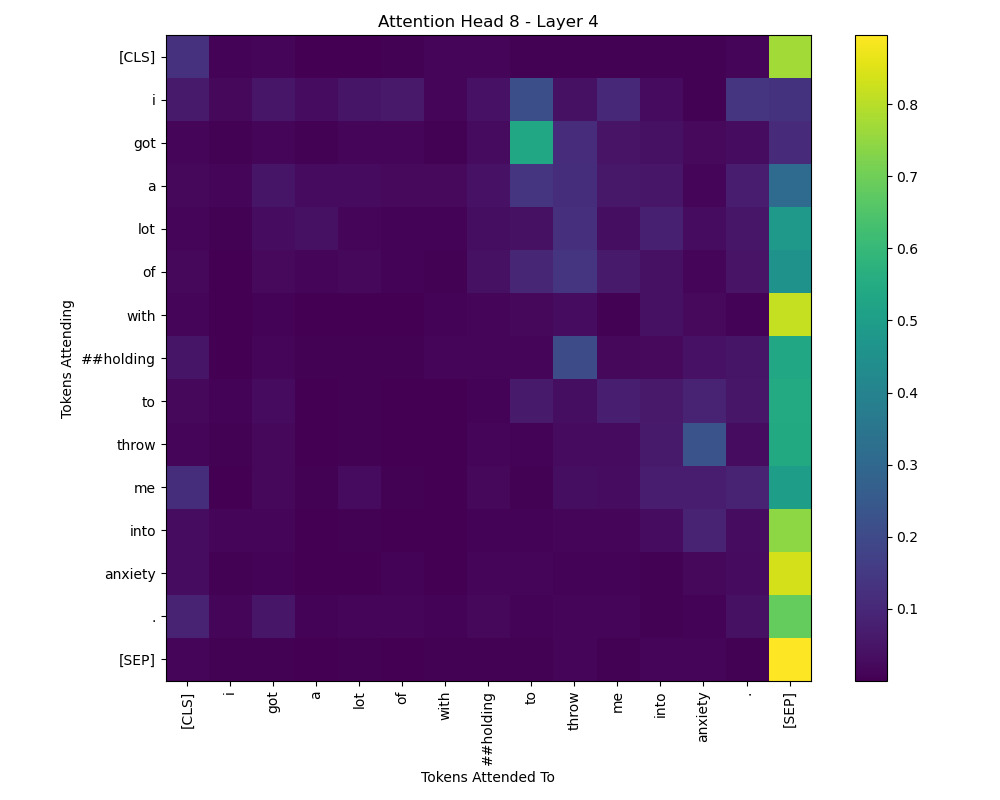 Attention Head 8 - Layer 4
Tokens Attending
[CLS]
i
got
a
lot
of
with
##holding
to
throw
me
into
anxiety
.
[SEP]
[CLS]
i
got
a
lot
of
with
##holding
to
throw
me
into
anxiety
.
[SEP]
Tokens Attended To
0.8
0.7
0.6
0.5
0.4
0.3
0.2
0.1